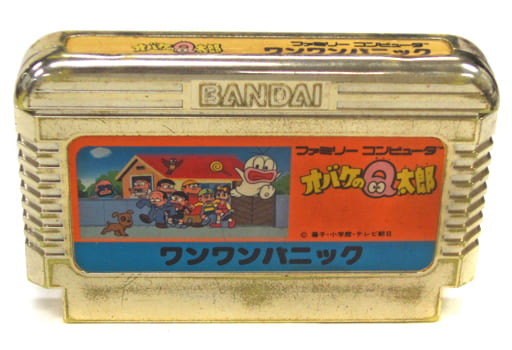 オバケのQ太郎
ファミリー コンピュータ
ワンワンパニック
BANDAI
ファミリー コンピュータ
オバケのQ太郎
© 藤子・小学館・テレビ朝日
ワンワンパニック